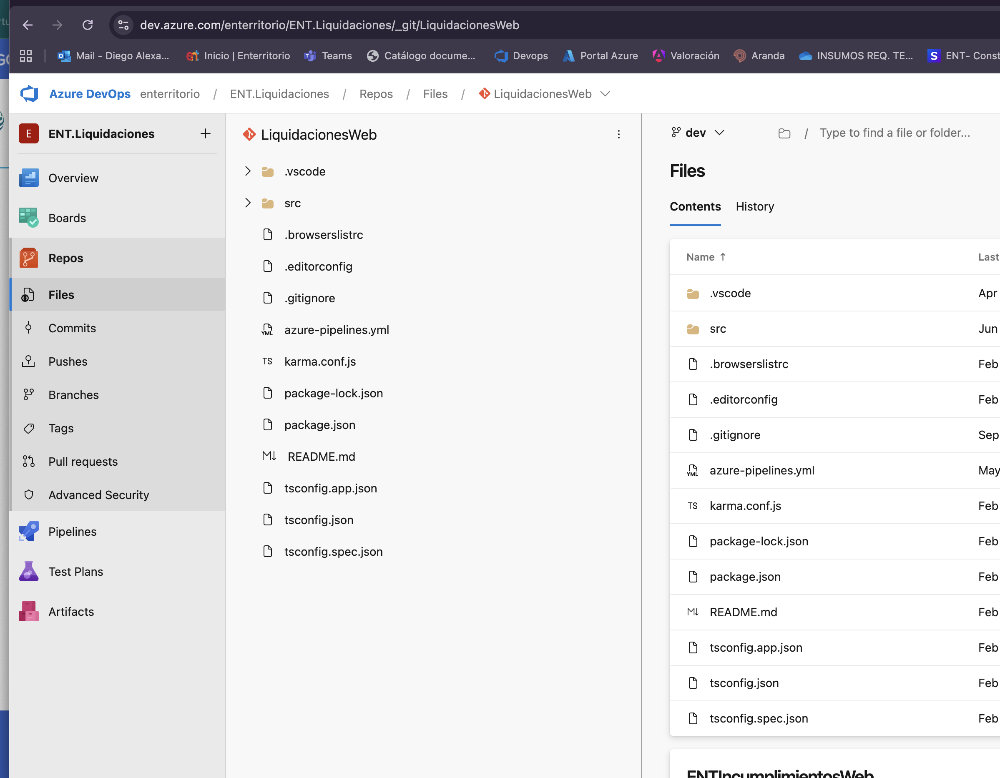 dev.azure.com/enterritorio/ENT.Liquidaciones/_git/LiquidacionesWeb
Mail - Diego Alexa...
Inicio | Enterritorio
Teams
Catálogo docume...
Devops
Portal Azure
Valoración
Aranda
INSUMOS REQ. TE...
S ENT- Const
Azure DevOps enterritorio / ENT.Liquidaciones / Repos / Files / LiquidacionesWeb
E ENT.Liquidaciones
Overview
Boards
Repos
Files
Commits
Pushes
Branches
Tags
Pull requests
Advanced Security
Pipelines
Test Plans
Artifacts
LiquidacionesWeb
.vscode
src
.browserslistrc
.editorconfig
.gitignore
YML azure-pipelines.yml
TS karma.conf.js
package-lock.json
package.json
M↓ README.md
tsconfig.app.json
tsconfig.json
tsconfig.spec.json
dev
/ Type to find a file or folder...
Files
Contents History
Name ↑ Last
.vscode Apr
src Jun
.browserslistrc Feb
.editorconfig Feb
.gitignore Sep
YML azure-pipelines.yml May
TS karma.conf.js Feb
package-lock.json Feb
package.json Feb
M↓ README.md Feb
tsconfig.app.json Feb
tsconfig.json Feb
tsconfig.spec.json Feb
ENTIncumplimientosWeb